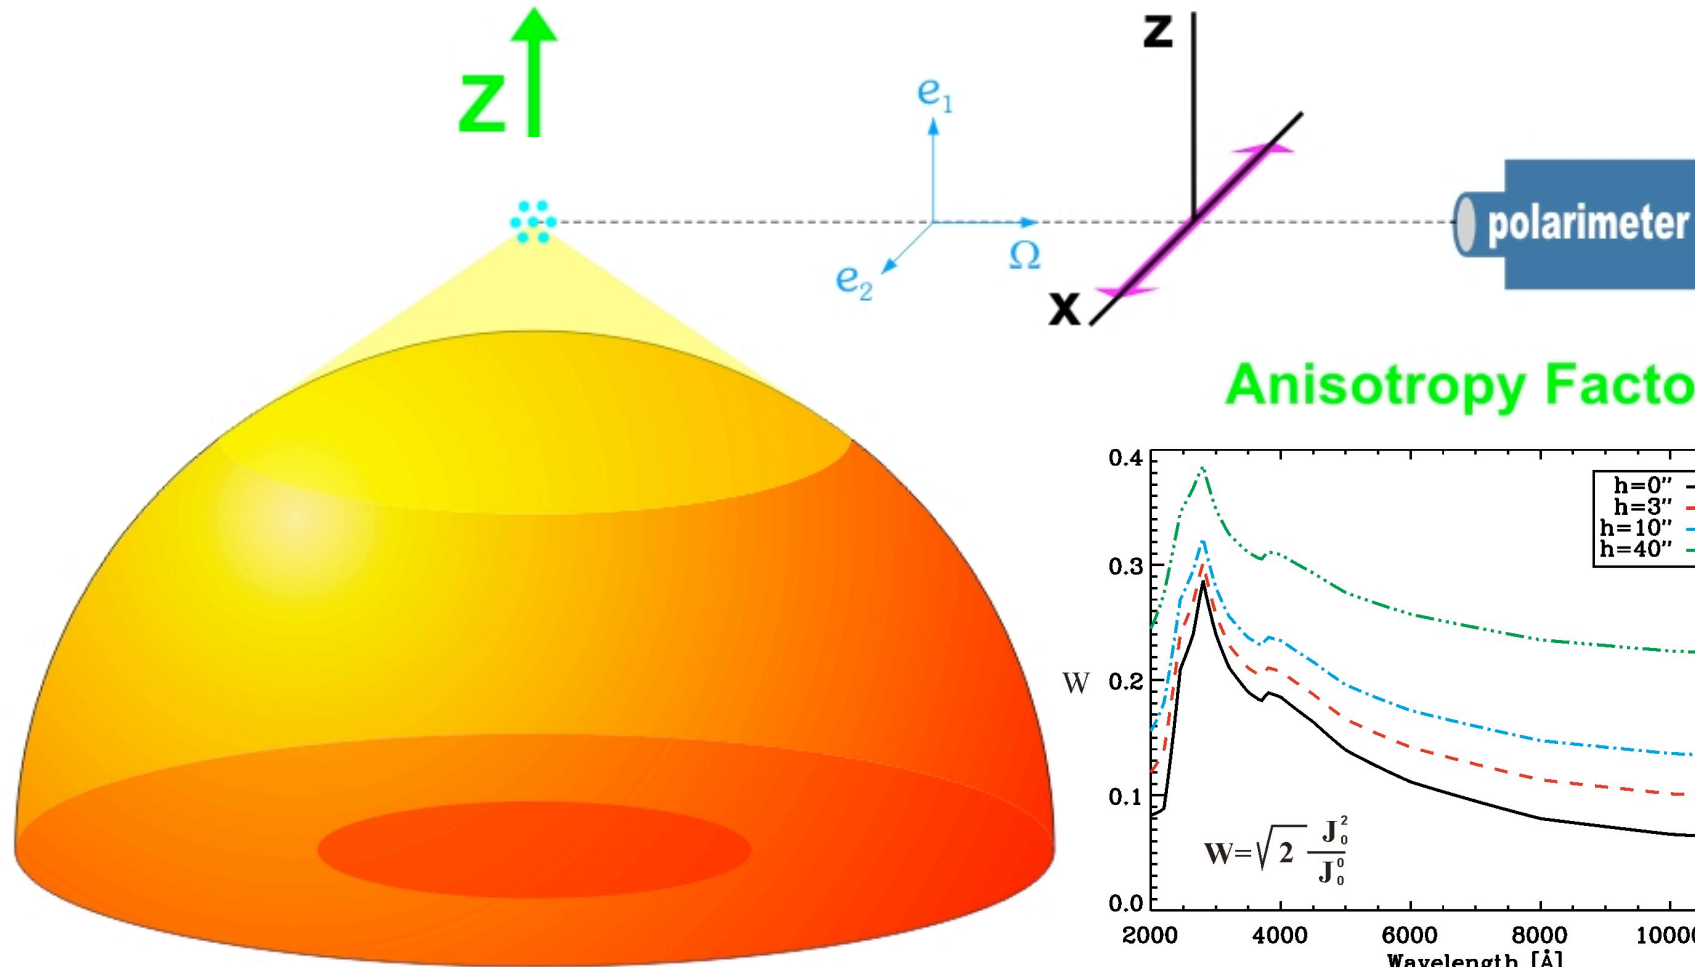 Z
e1
e2
Ω
z
x
polarimeter
Anisotropy Facto
W
0.4
0.3
0.2
0.1
0.0
h=0"
h=3"
h=10"
h=40"
W=√2 J²₀/J⁰₀
2000 4000 6000 8000 1000
Wavelength [Å]